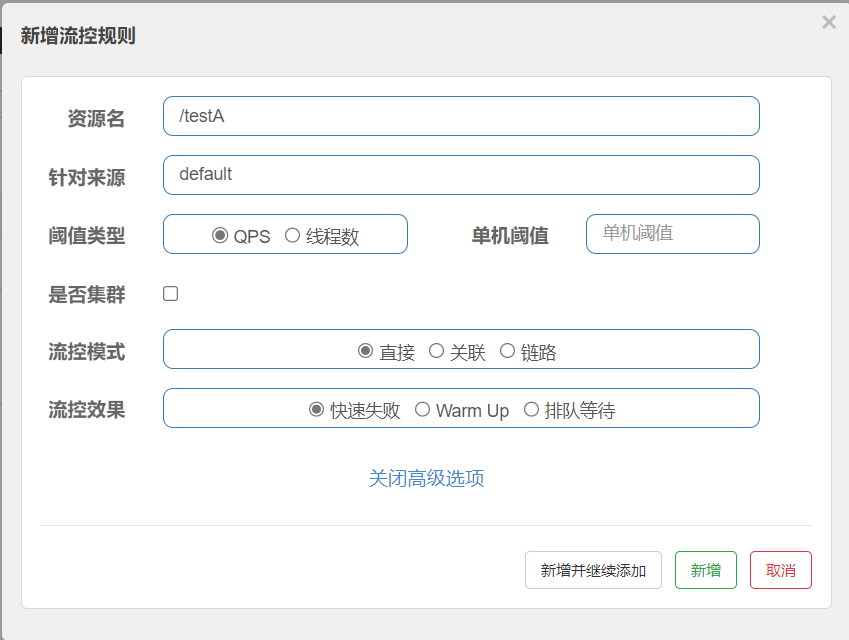 新增流控规则
×
资源名 /testA
针对来源 default
阈值类型 QPS 线程数 单机阈值 单机阈值
是否集群
流控模式 直接 关联 链路
流控效果 快速失败 Warm Up 排队等待
关闭高级选项
新增并继续添加 新增 取消